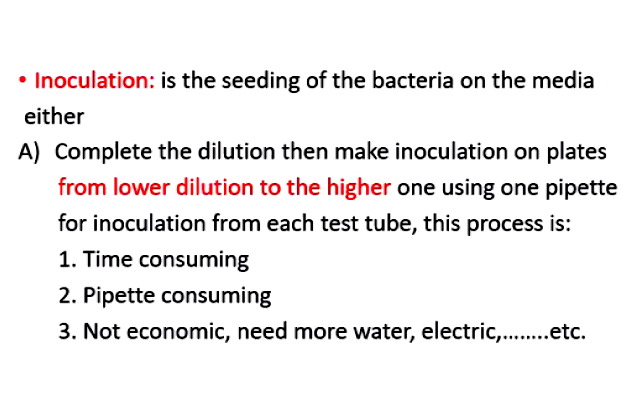 • Inoculation: is the seeding of the bacteria on the media
either
A) Complete the dilution then make inoculation on plates
from lower dilution to the higher one using one pipette
for inoculation from each test tube, this process is:
1. Time consuming
2. Pipette consuming
3. Not economic, need more water, electric,........etc.